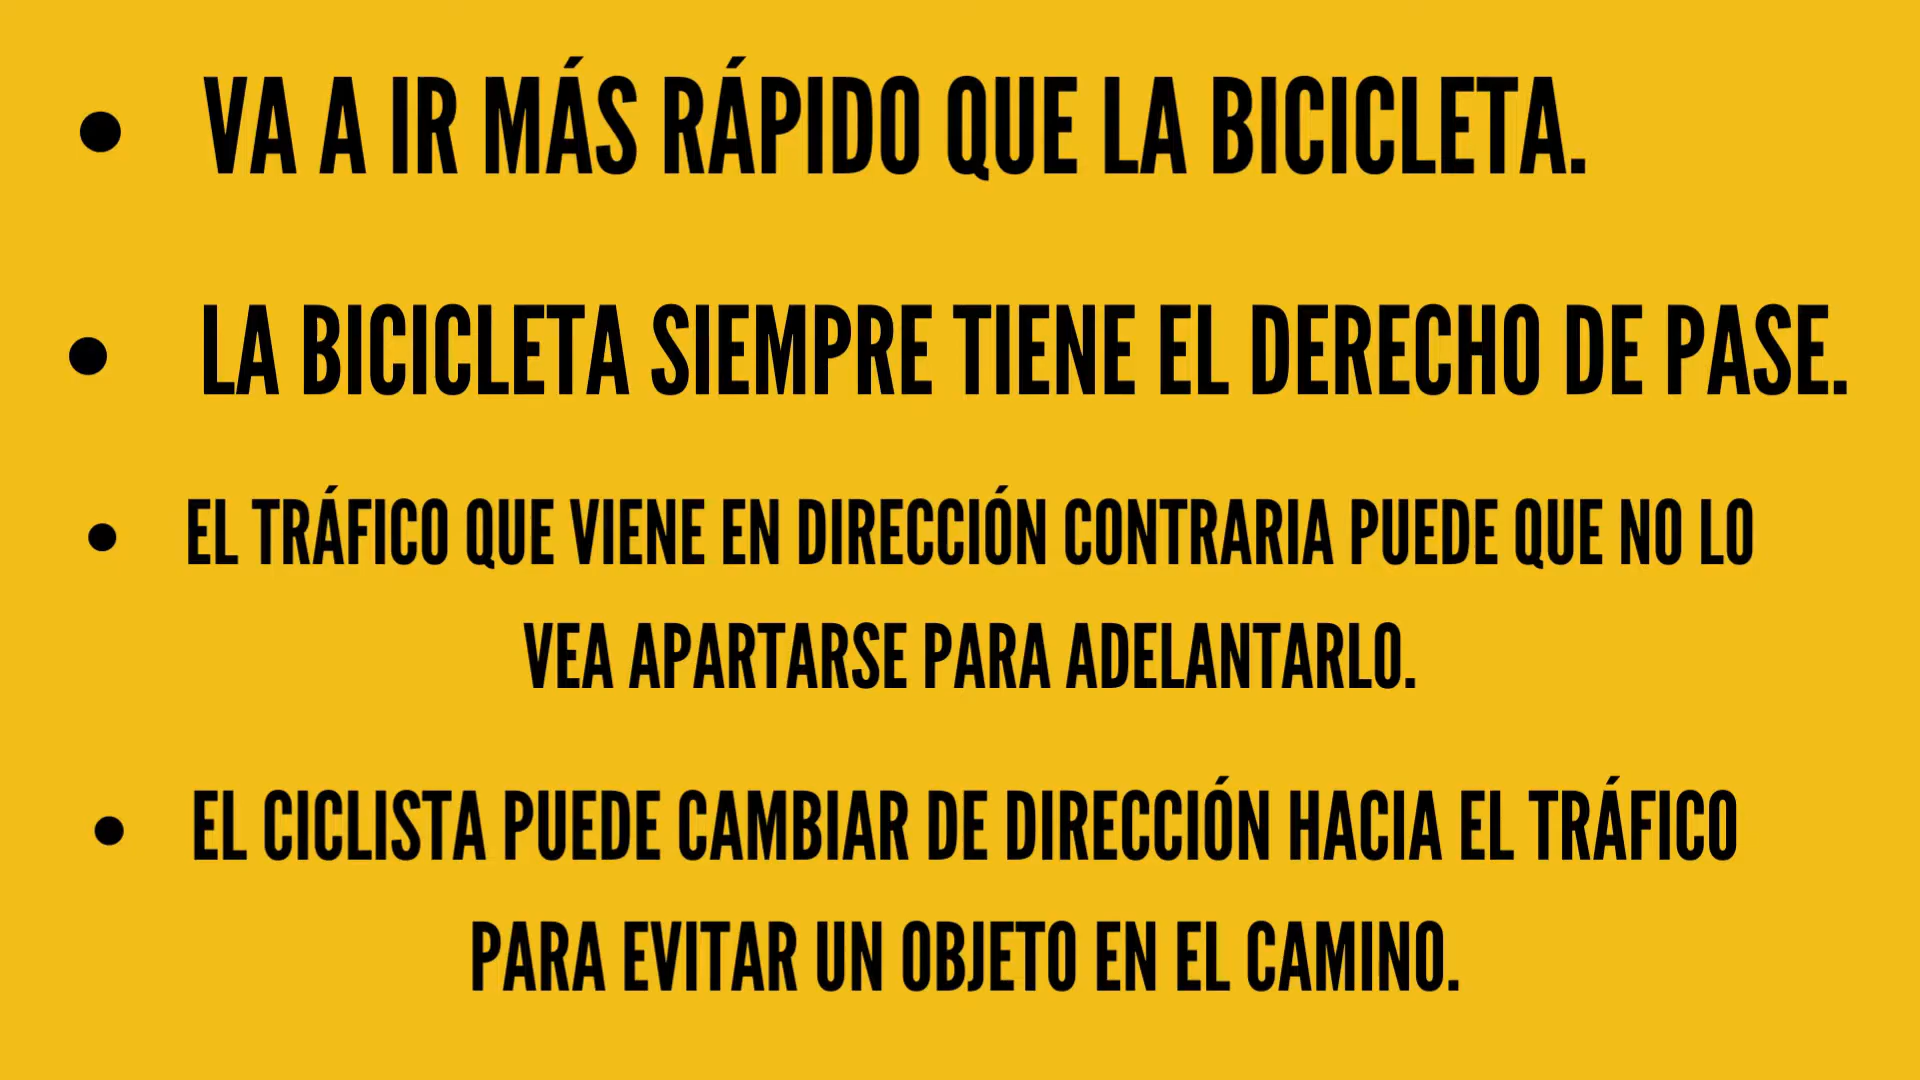 • VA A IR MÁS RÁPIDO QUE LA BICICLETA.
• LA BICICLETA SIEMPRE TIENE EL DERECHO DE PASE.
• EL TRÁFICO QUE VIENE EN DIRECCIÓN CONTRARIA PUEDE QUE NO LO
VEA APARTARSE PARA ADELANTARLO.
• EL CICLISTA PUEDE CAMBIAR DE DIRECCIÓN HACIA EL TRÁFICO
PARA EVITAR UN OBJETO EN EL CAMINO.